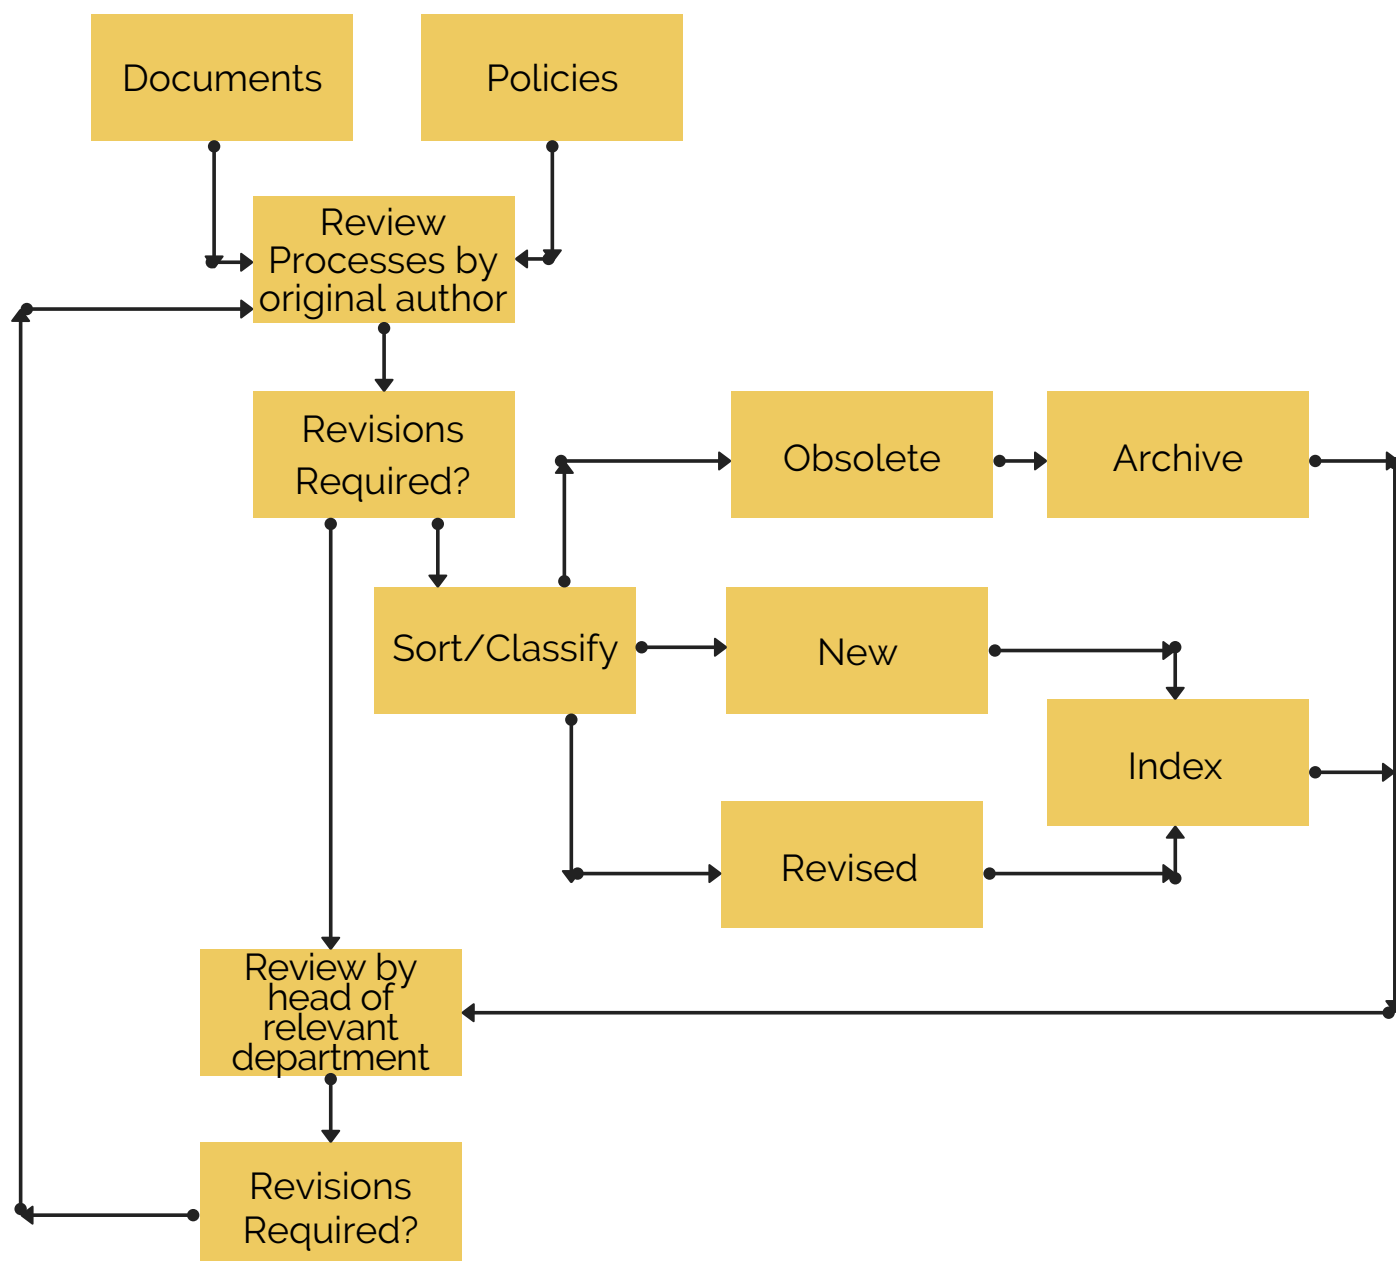 Documents
Policies
Review
Processes by
original author
Revisions
Required?
Obsolete
Archive
Sort/Classify
New
Index
Revised
Review by
head of
relevant
department
Revisions
Required?